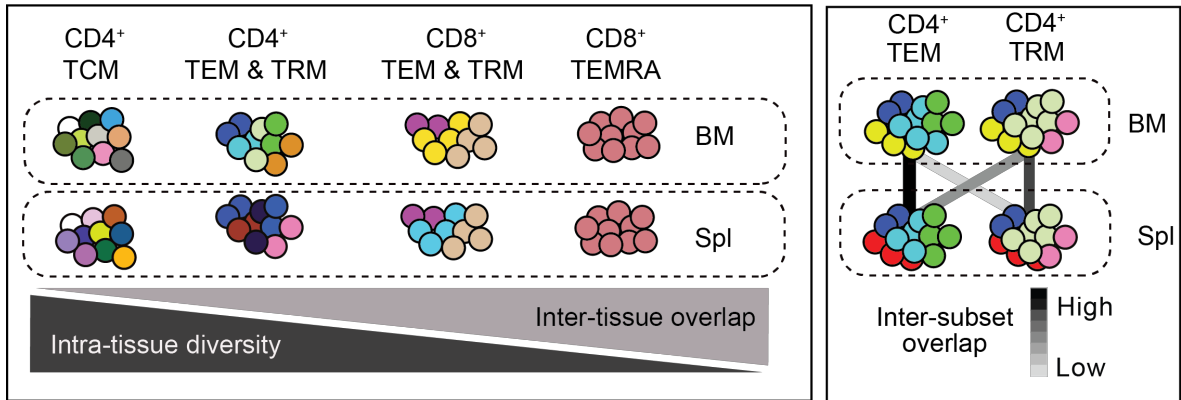 CD4⁺
TCM
CD4⁺
TEM & TRM
CD8⁺
TEM & TRM
CD8⁺
TEMRA
BM
Spl
Inter-tissue overlap
Intra-tissue diversity
CD4⁺
TEM
CD4⁺
TRM
BM
Spl
Inter-subset
overlap
High
Low